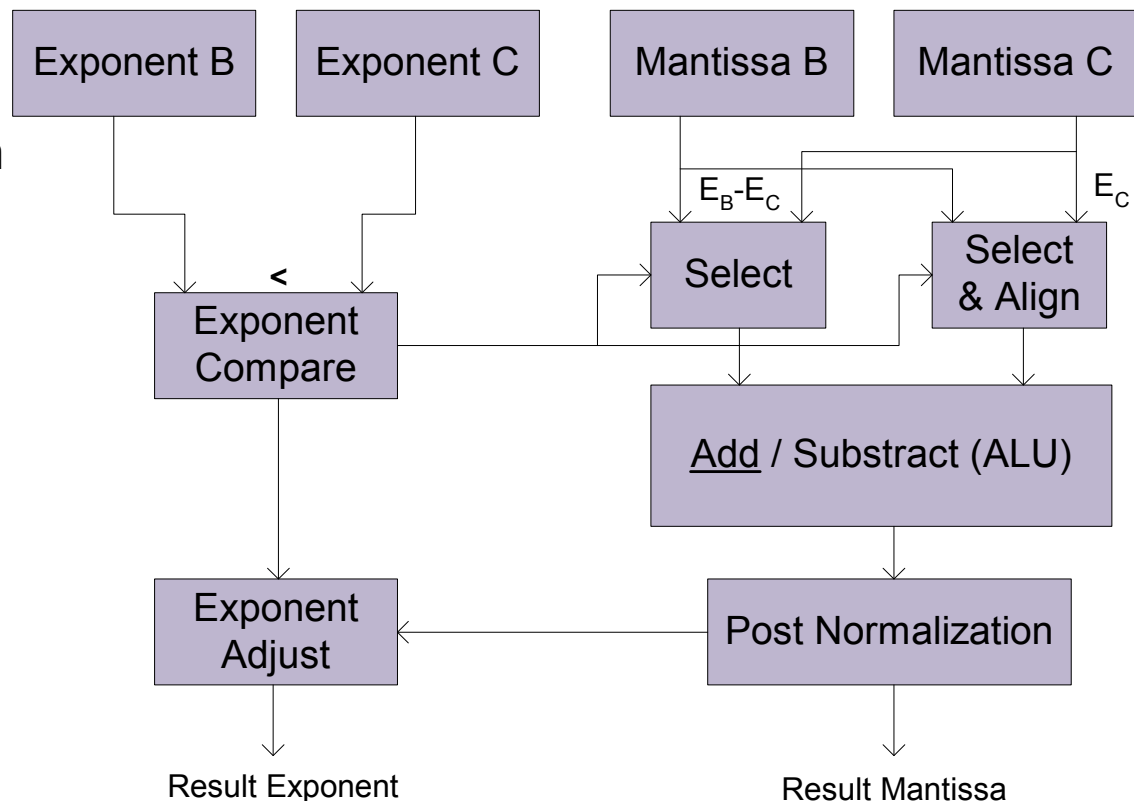 Exponent B
Exponent C
Mantissa B
Mantissa C
n
E_B-E_C
E_C
<
Select
Select
& Align
Exponent
Compare
Add / Substract (ALU)
Exponent
Adjust
Post Normalization
Result Exponent
Result Mantissa